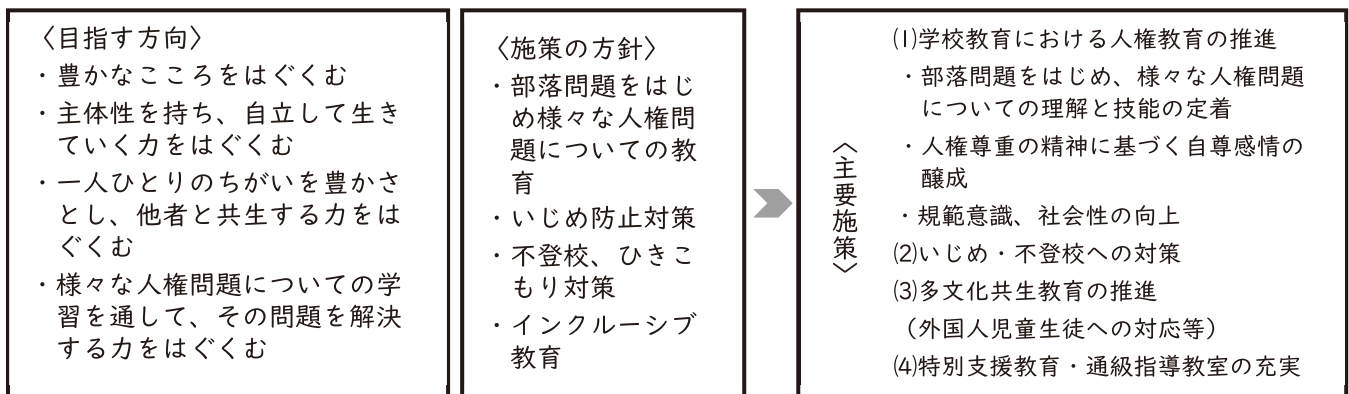 〈目指す方向〉
・豊かなこころをはぐくむ
・主体性を持ち、自立して生き
ていく力をはぐくむ
・一人ひとりのちがいを豊かさ
とし、他者と共生する力をは
ぐくむ
・様々な人権問題についての学
習を通して、その問題を解決
する力をはぐくむ
〈施策の方針〉
・部落問題をはじ
め様々な人権問
題についての教
育
・いじめ防止対策
・不登校、ひきこ
もり対策
・インクルーシブ
教育
〈主要施策〉
⑴学校教育における人権教育の推進
・部落問題をはじめ、様々な人権問題
についての理解と技能の定着
・人権尊重の精神に基づく自尊感情の
醸成
・規範意識、社会性の向上
⑵いじめ・不登校への対策
⑶多文化共生教育の推進
（外国人児童生徒への対応等）
⑷特別支援教育・通級指導教室の充実